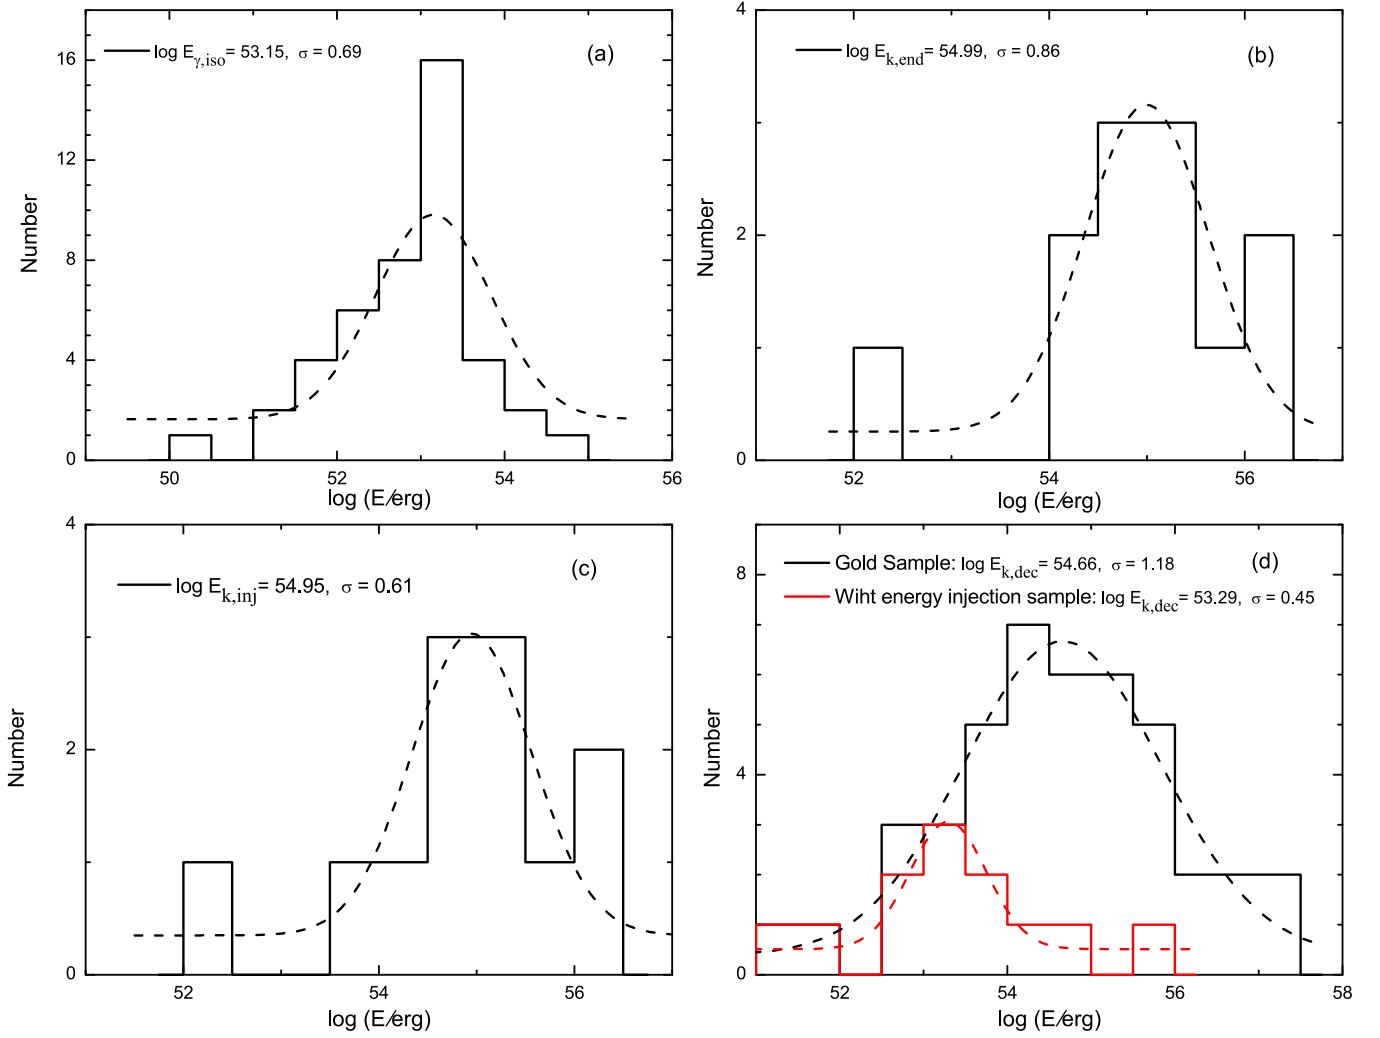 16
12
8
4
0
Number
log E_γ,iso = 53.15, σ = 0.69
(a)
50 52 54 56
log (E/erg)
4
2
0
Number
log E_k,end = 54.99, σ = 0.86
(b)
52 54 56
log (E/erg)
4
2
0
Number
log E_k,inj = 54.95, σ = 0.61
(c)
52 54 56
log (E/erg)
8
4
0
Number
Gold Sample: log E_k,dec = 54.66, σ = 1.18
(d)
Wiht energy injection sample: log E_k,dec = 53.29, σ = 0.45
52 54 56 58
log (E/erg)